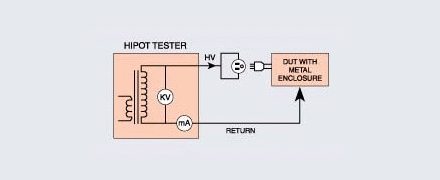 HIPOT TESTER
HV
DUT WITH
METAL
ENCLOSURE
KV
mA
RETURN